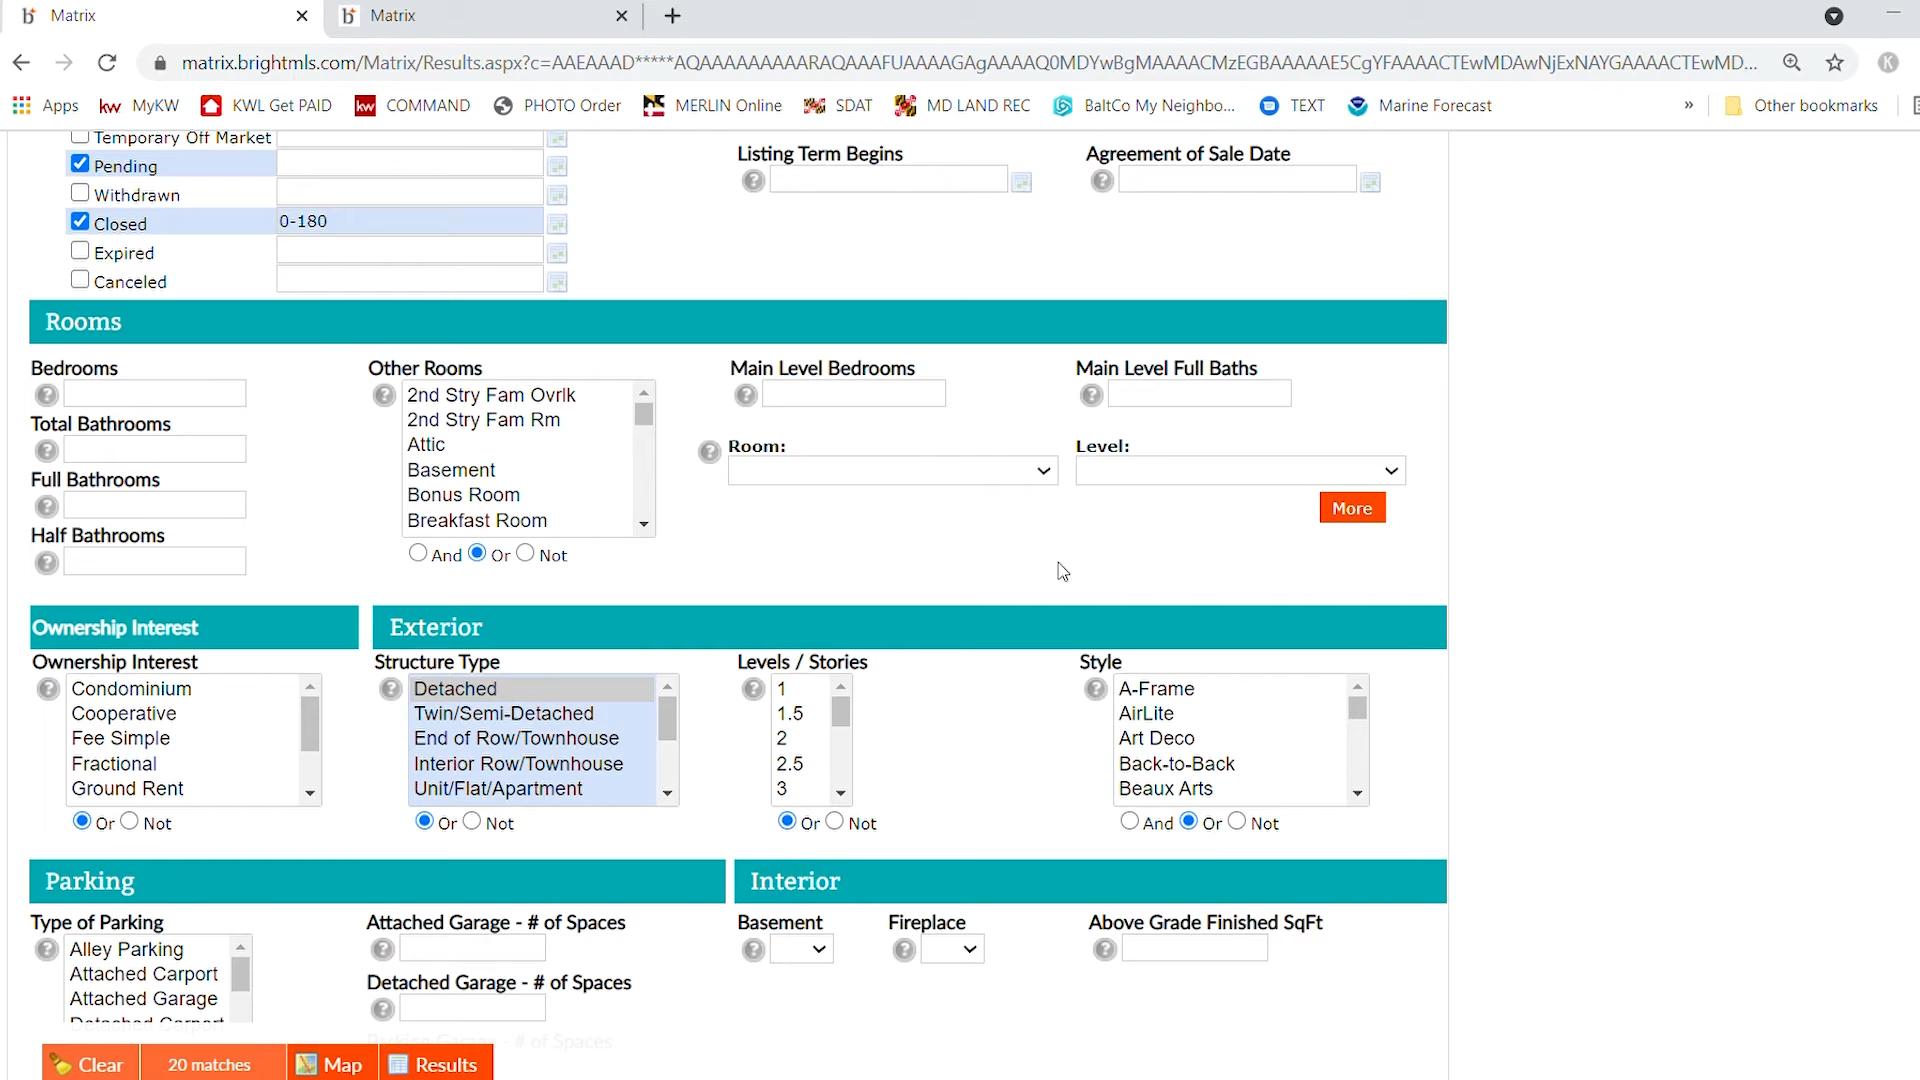 Matrix
Matrix
matrix.brightmls.com/Matrix/Results.aspx?c=AAEAAAD*****AQAAAAAAAAARAQAAAFUAAAAGAgAAAAQ0MDYwBgMAAAACMzEGBAAAAAE5CgYFAAAACTEwMDAwNjExNAYGAAAACTEwMD...
Apps
MyKW
KWL Get PAID
COMMAND
PHOTO Order
MERLIN Online
SDAT
MD LAND REC
BaltCo My Neighbo...
TEXT
Marine Forecast
»
Other bookmarks
Temporary Off Market
Pending
Withdrawn
Closed 0-180
Expired
Canceled
Listing Term Begins
Agreement of Sale Date
Rooms
Bedrooms
Total Bathrooms
Full Bathrooms
Half Bathrooms
Other Rooms
2nd Stry Fam Ovrlk
2nd Stry Fam Rm
Attic
Basement
Bonus Room
Breakfast Room
And Or Not
Main Level Bedrooms
Main Level Full Baths
Room:
Level:
More
Ownership Interest
Exterior
Ownership Interest
Condominium
Cooperative
Fee Simple
Fractional
Ground Rent
Or Not
Structure Type
Detached
Twin/Semi-Detached
End of Row/Townhouse
Interior Row/Townhouse
Unit/Flat/Apartment
Or Not
Levels / Stories
1
1.5
2
2.5
3
Or Not
Style
A-Frame
AirLite
Art Deco
Back-to-Back
Beaux Arts
And Or Not
Parking
Interior
Type of Parking
Alley Parking
Attached Carport
Attached Garage
Detached Carport
Attached Garage - # of Spaces
Detached Garage - # of Spaces
Parking Garage - # of Spaces
Basement
Fireplace
Above Grade Finished SqFt
Clear
20 matches
Map
Results